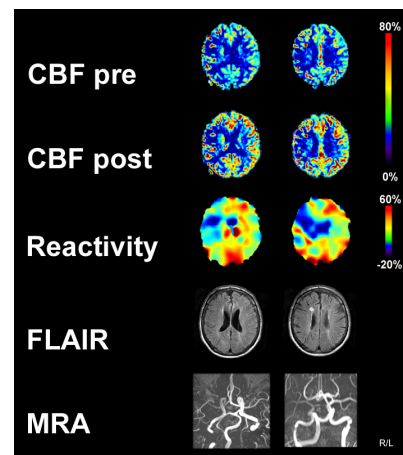 80%
CBF pre
CBF post
0%
60%
Reactivity
-20%
FLAIR
MRA
R/L